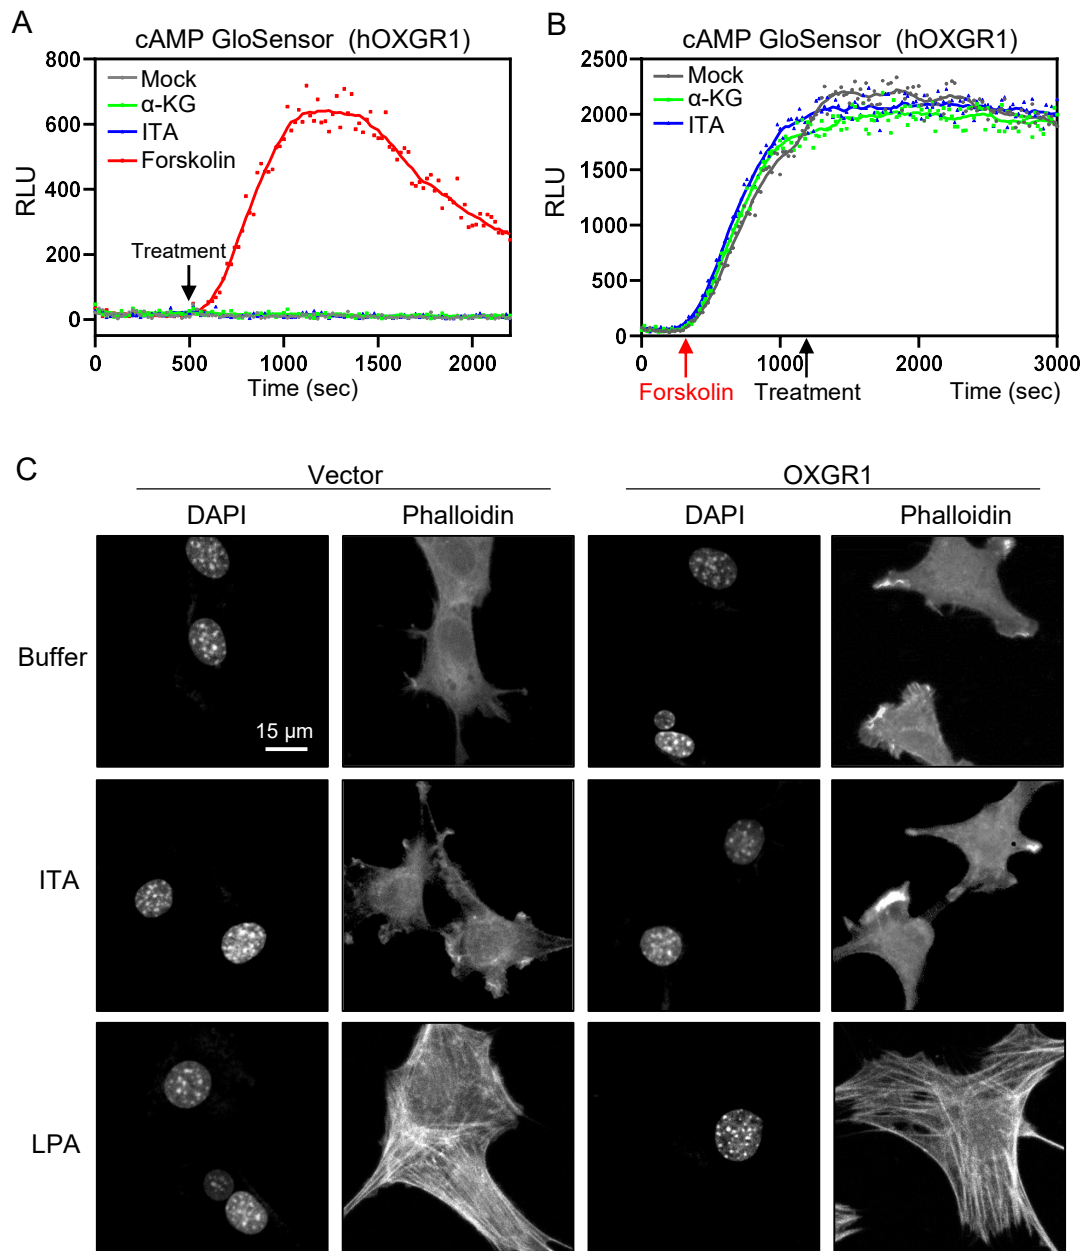 A
cAMP GloSensor (hOXGR1)
800
600
400
200
0
RLU
Mock
α-KG
ITA
Forskolin
Treatment
0 500 1000 1500 2000
Time (sec)
B
cAMP GloSensor (hOXGR1)
2500
2000
1500
1000
500
0
RLU
Mock
α-KG
ITA
0 1000 2000 3000
Forskolin Treatment Time (sec)
C
Vector OXGR1
DAPI Phalloidin DAPI Phalloidin
Buffer
15 µm
ITA
LPA